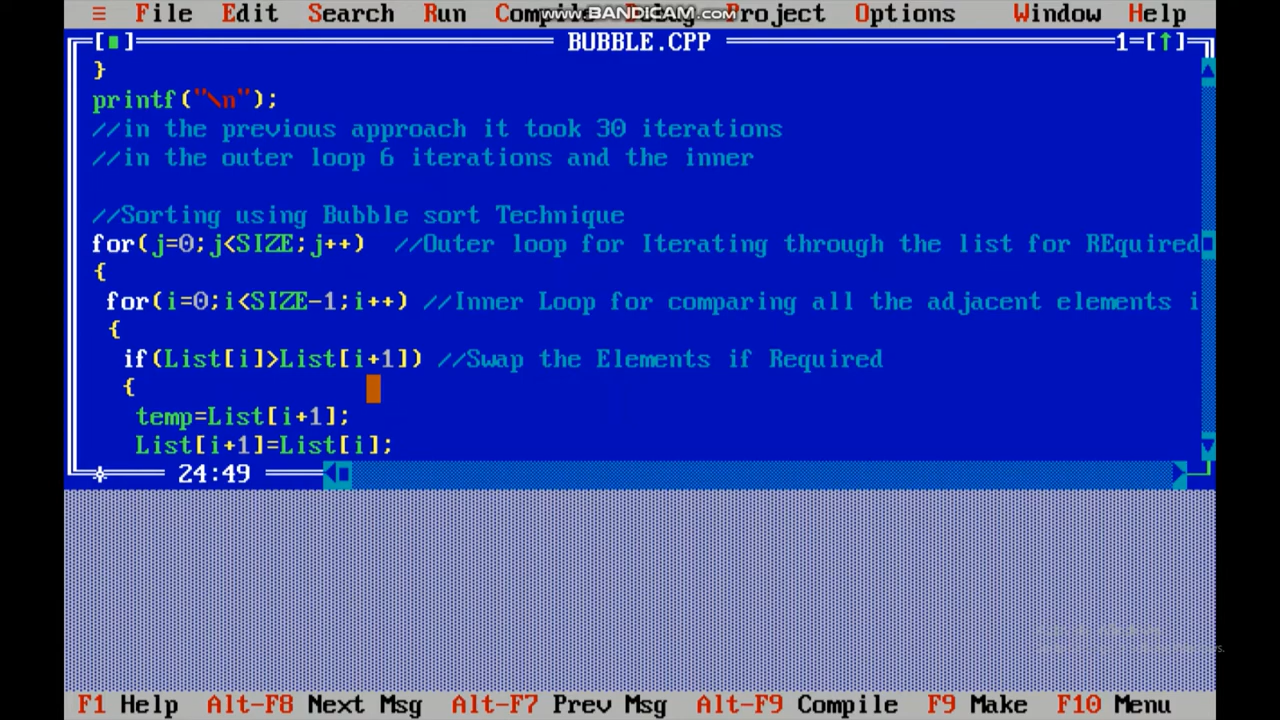 ≡ File Edit Search Run Compile Debug Project Options Window Help
www.BANDICAM.com
[■] BUBBLE.CPP 1=[↑]
}
printf("\n");
//in the previous approach it took 30 iterations
//in the outer loop 6 iterations and the inner
//Sorting using Bubble sort Technique
for(j=0;j<SIZE;j++) //Outer loop for Iterating through the list for REquired
{
for(i=0;i<SIZE-1;i++) //Inner Loop for comparing all the adjacent elements i
{
if(List[i]>List[i+1]) //Swap the Elements if Required
{
temp=List[i+1];
List[i+1]=List[i];
24:49
F1 Help Alt-F8 Next Msg Alt-F7 Prev Msg Alt-F9 Compile F9 Make F10 Menu